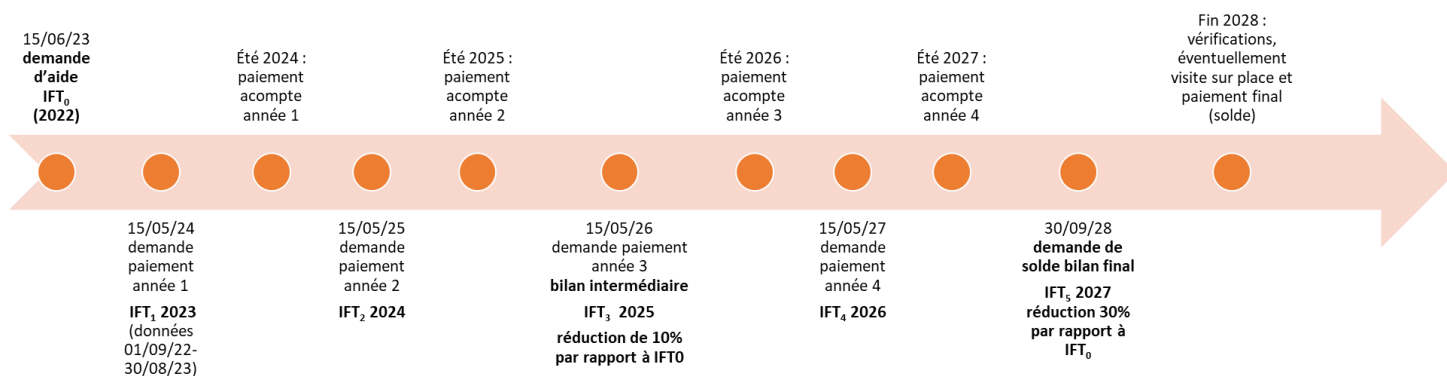 15/06/23
demande
d’aide
IFT₀
(2022)
Été 2024 :
paiement
acompte
année 1
Été 2025 :
paiement
acompte
année 2
Été 2026 :
paiement
acompte
année 3
Été 2027 :
paiement
acompte
année 4
Fin 2028 :
vérifications,
éventuellement
visite sur place et
paiement final
(solde)
15/05/24
demande
paiement
année 1
IFT₁ 2023
(données
01/09/22-
30/08/23)
15/05/25
demande
paiement
année 2
IFT₂ 2024
15/05/26
demande paiement
année 3
bilan intermédiaire
IFT₃ 2025
réduction de 10%
par rapport à IFT0
15/05/27
demande
paiement
année 4
IFT₄ 2026
30/09/28
demande de
solde bilan final
IFT₅ 2027
réduction 30%
par rapport à
IFT₀